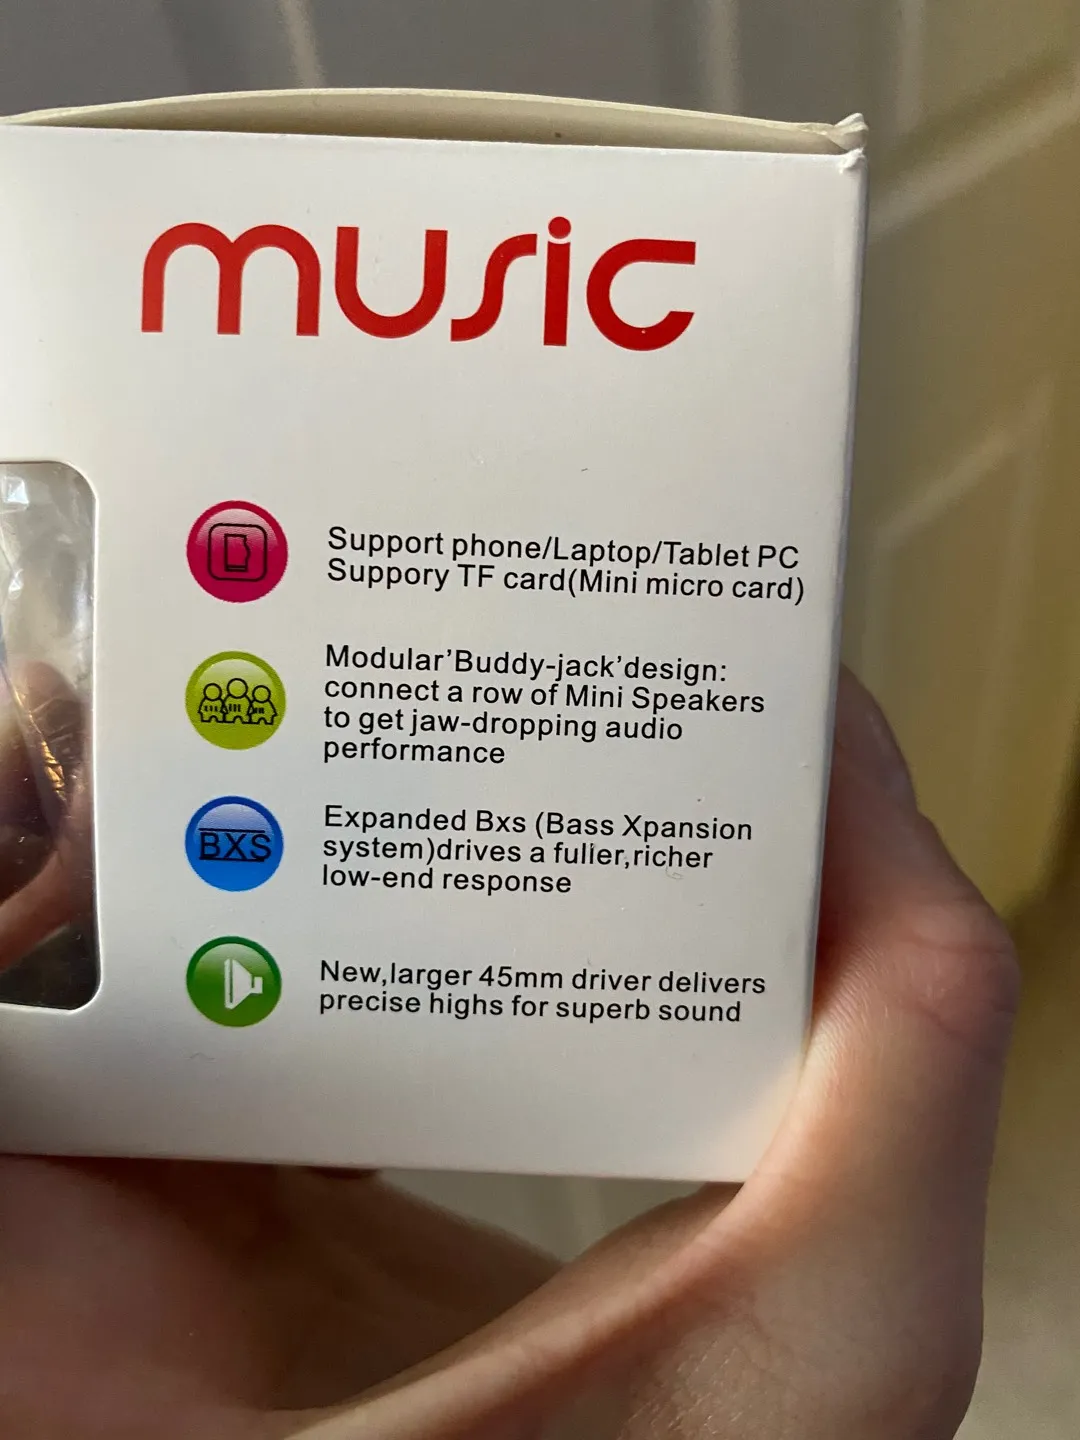 music
Support phone/Laptop/Tablet PC
Suppory TF card(Mini micro card)
Modular'Buddy-jack'design:
connect a row of Mini Speakers
to get jaw-dropping audio
performance
BXS
Expanded Bxs (Bass Xpansion
system)drives a fuller,richer
low-end response
New,larger 45mm driver delivers
precise highs for superb sound